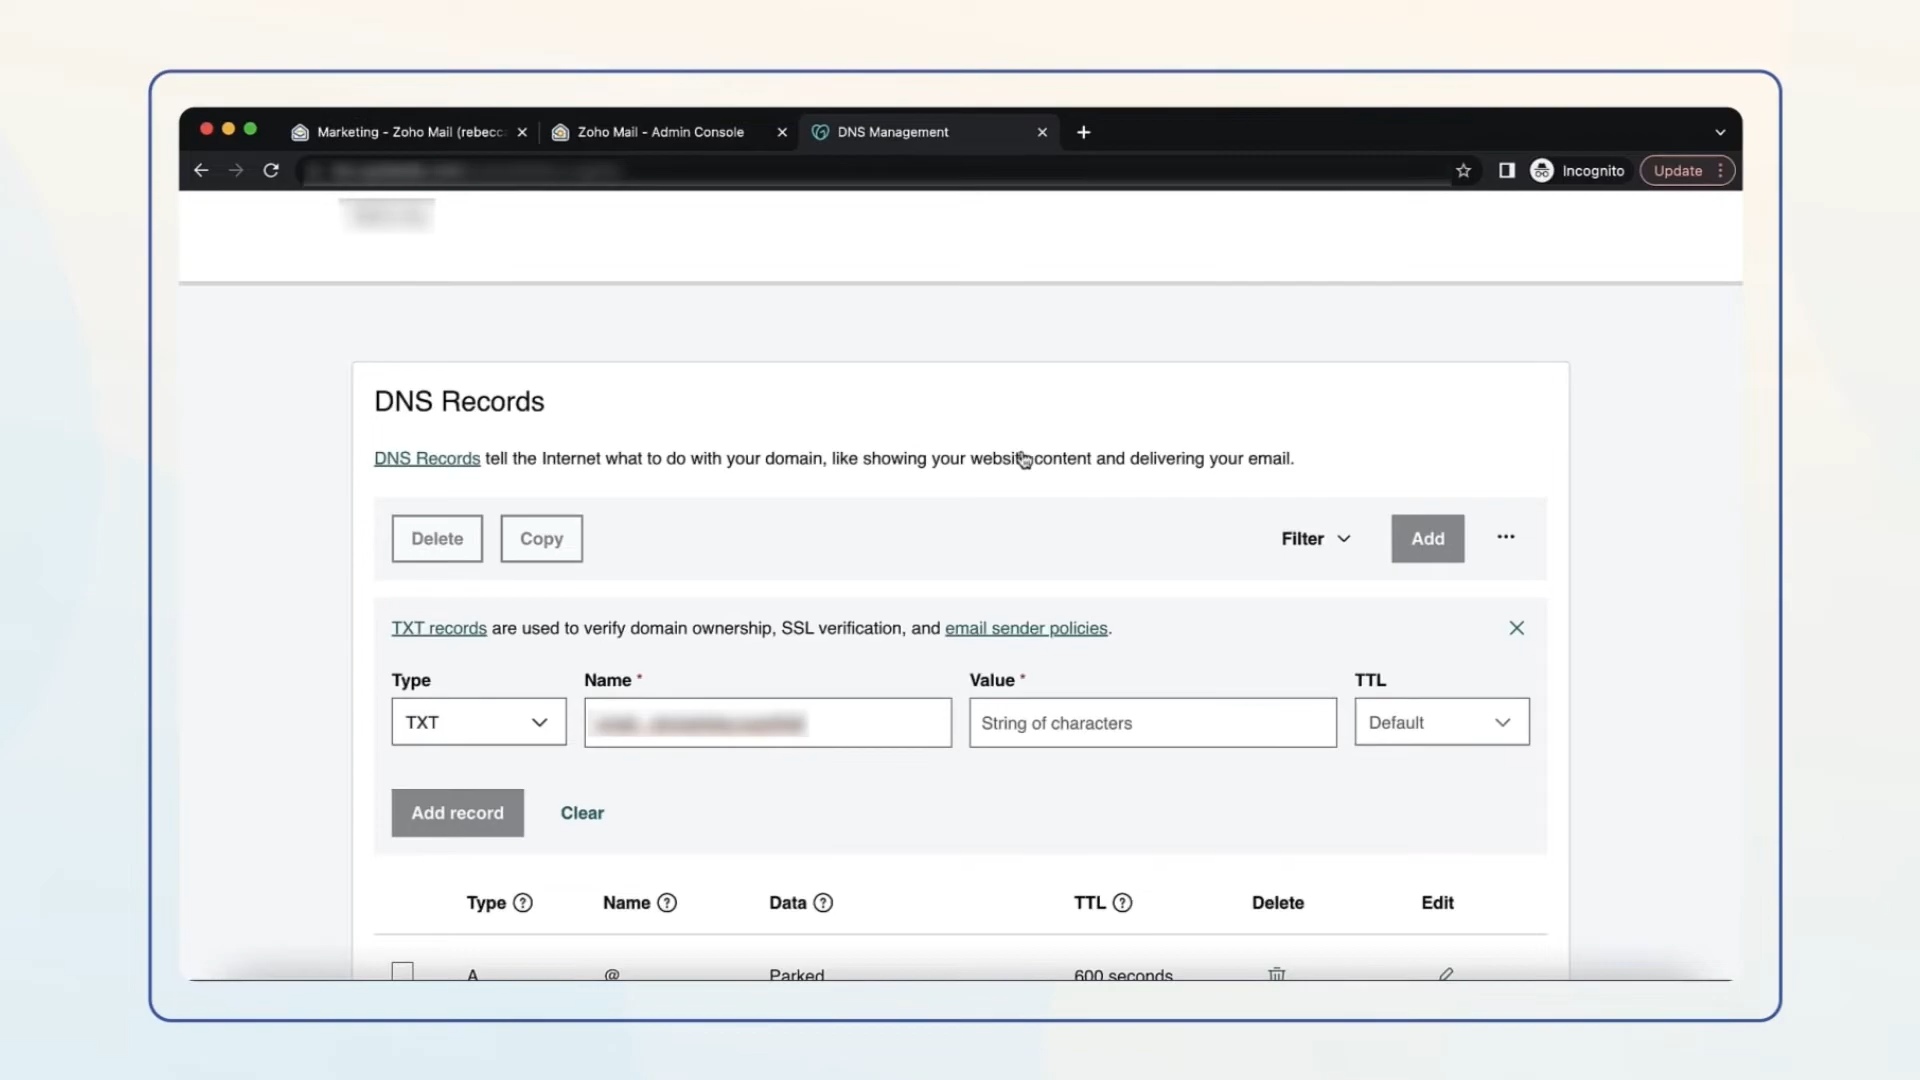 Marketing - Zoho Mail (rebecc
Zoho Mail - Admin Console
DNS Management
Incognito
Update
DNS Records
DNS Records tell the Internet what to do with your domain, like showing your website content and delivering your email.
Delete
Copy
Filter
Add
TXT records are used to verify domain ownership, SSL verification, and email sender policies.
Type
Name *
Value *
TTL
TXT
String of characters
Default
Add record
Clear
Type ?
Name ?
Data ?
TTL ?
Delete
Edit
A
@
Parked
600 seconds